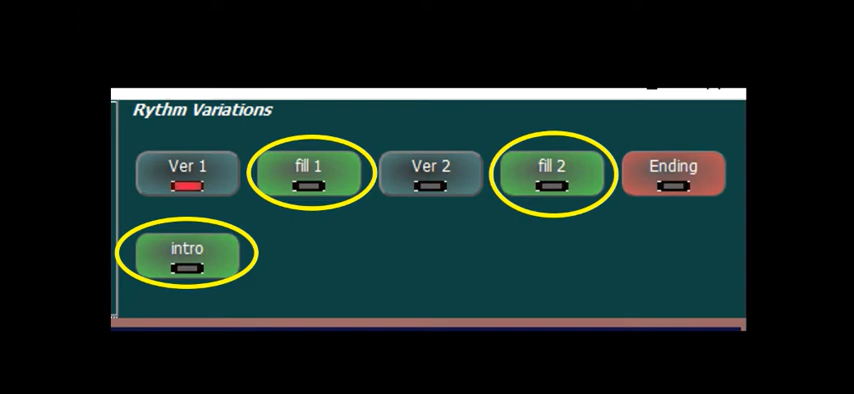 Rythm Variations
Ver 1 fill 1 Ver 2 fill 2 Ending
intro